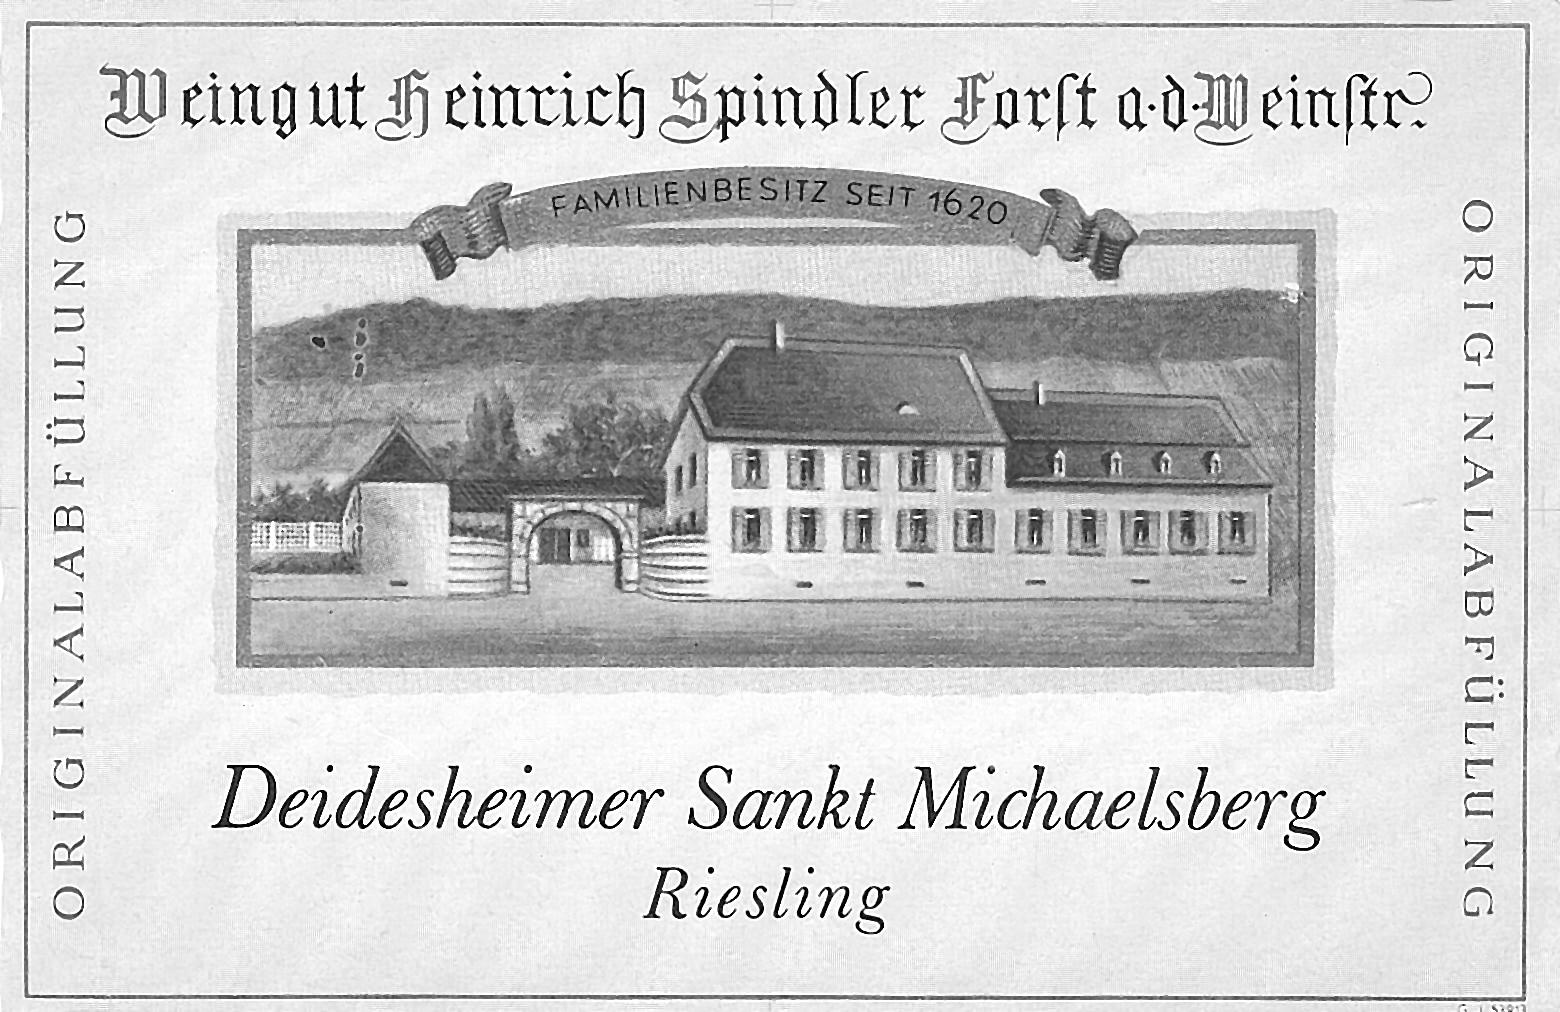 Weingut Heinrich Spindler Forst a.d. Weinstr.
FAMILIENBESITZ SEIT 1620
ORIGINALABFÜLLUNG
ORIGINALABFÜLLUNG
Deidesheimer Sankt Michaelsberg
Riesling